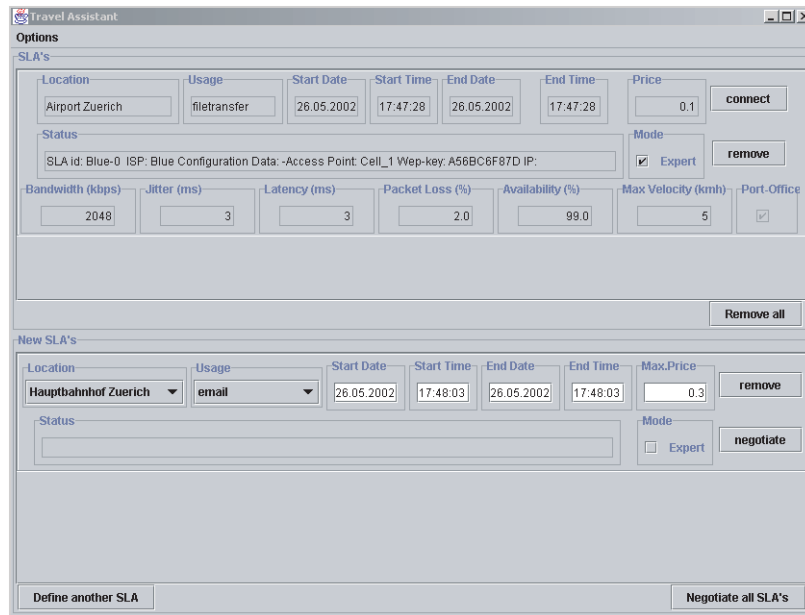 Travel Assistant
Options
SLA's
Location Usage Start Date Start Time End Date End Time Price
Airport Zuerich filetransfer 26.05.2002 17:47:28 26.05.2002 17:47:28 0.1 connect
Status Mode
SLA id: Blue-0 ISP: Blue Configuration Data: -Access Point: Cell_1 Wep-key: A56BC6F87D IP: Expert remove
Bandwidth (kbps) Jitter (ms) Latency (ms) Packet Loss (%) Availability (%) Max Velocity (kmh) Port-Office
2048 3 3 2.0 99.0 5
Remove all
New SLA's
Location Usage Start Date Start Time End Date End Time Max.Price
Hauptbahnhof Zuerich email 26.05.2002 17:48:03 26.05.2002 17:48:03 0.3 remove
Status Mode
Expert negotiate
Define another SLA Negotiate all SLA's